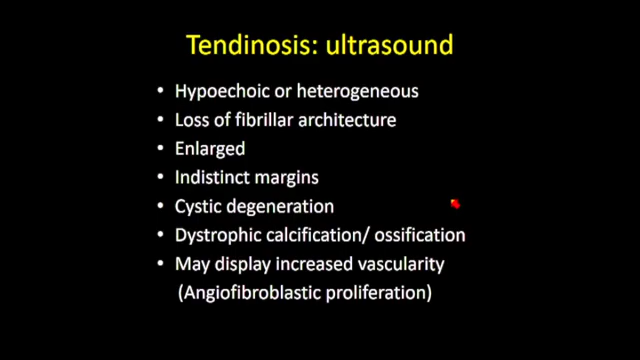 Tendinosis: ultrasound
• Hypoechoic or heterogeneous
• Loss of fibrillar architecture
• Enlarged
• Indistinct margins
• Cystic degeneration
• Dystrophic calcification/ ossification
• May display increased vascularity
(Angiofibroblastic proliferation)